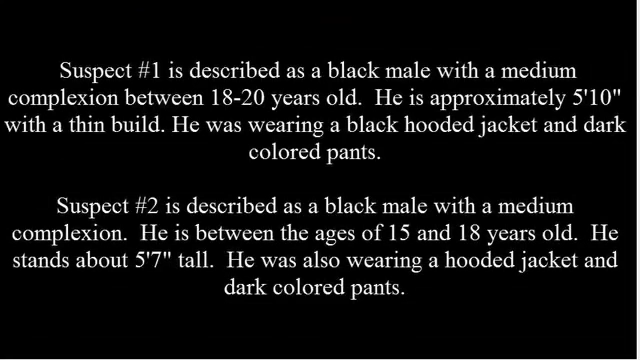 Suspect #1 is described as a black male with a medium
complexion between 18-20 years old.  He is approximately 5'10"
with a thin build. He was wearing a black hooded jacket and dark
colored pants.
Suspect #2 is described as a black male with a medium
complexion.  He is between the ages of 15 and 18 years old.  He
stands about 5'7" tall.  He was also wearing a hooded jacket and
dark colored pants.